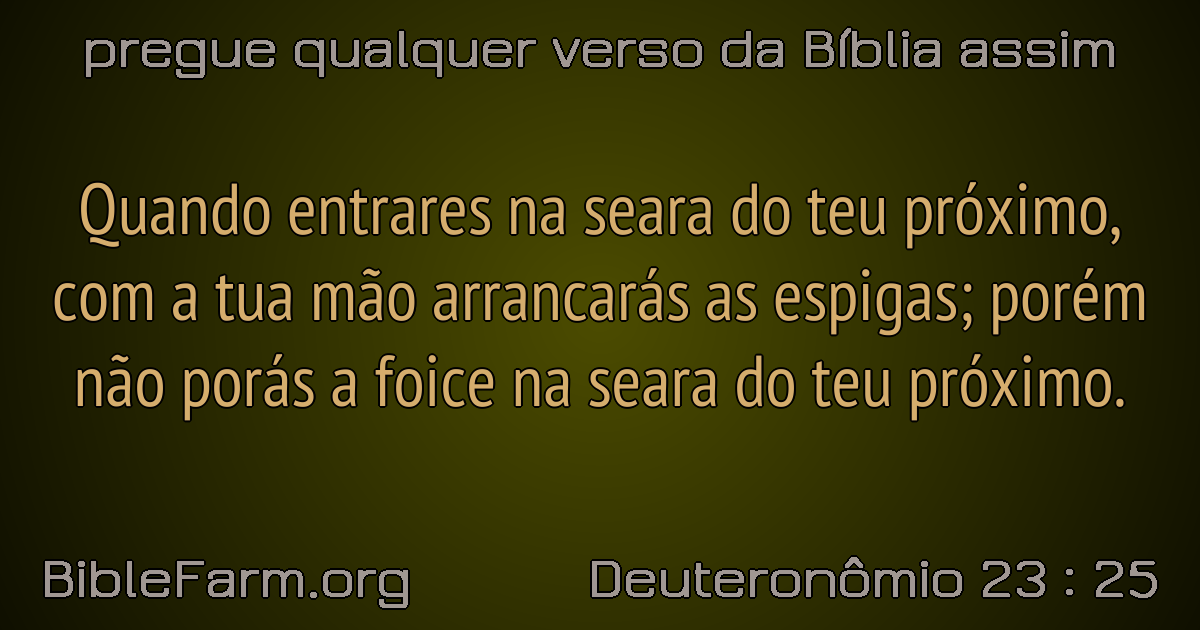 pregue qualquer verso da Bíblia assim
Quando entrares na seara do teu próximo,
com a tua mão arrancarás as espigas; porém
não porás a foice na seara do teu próximo.
BibleFarm.org
Deuteronômio 23 : 25